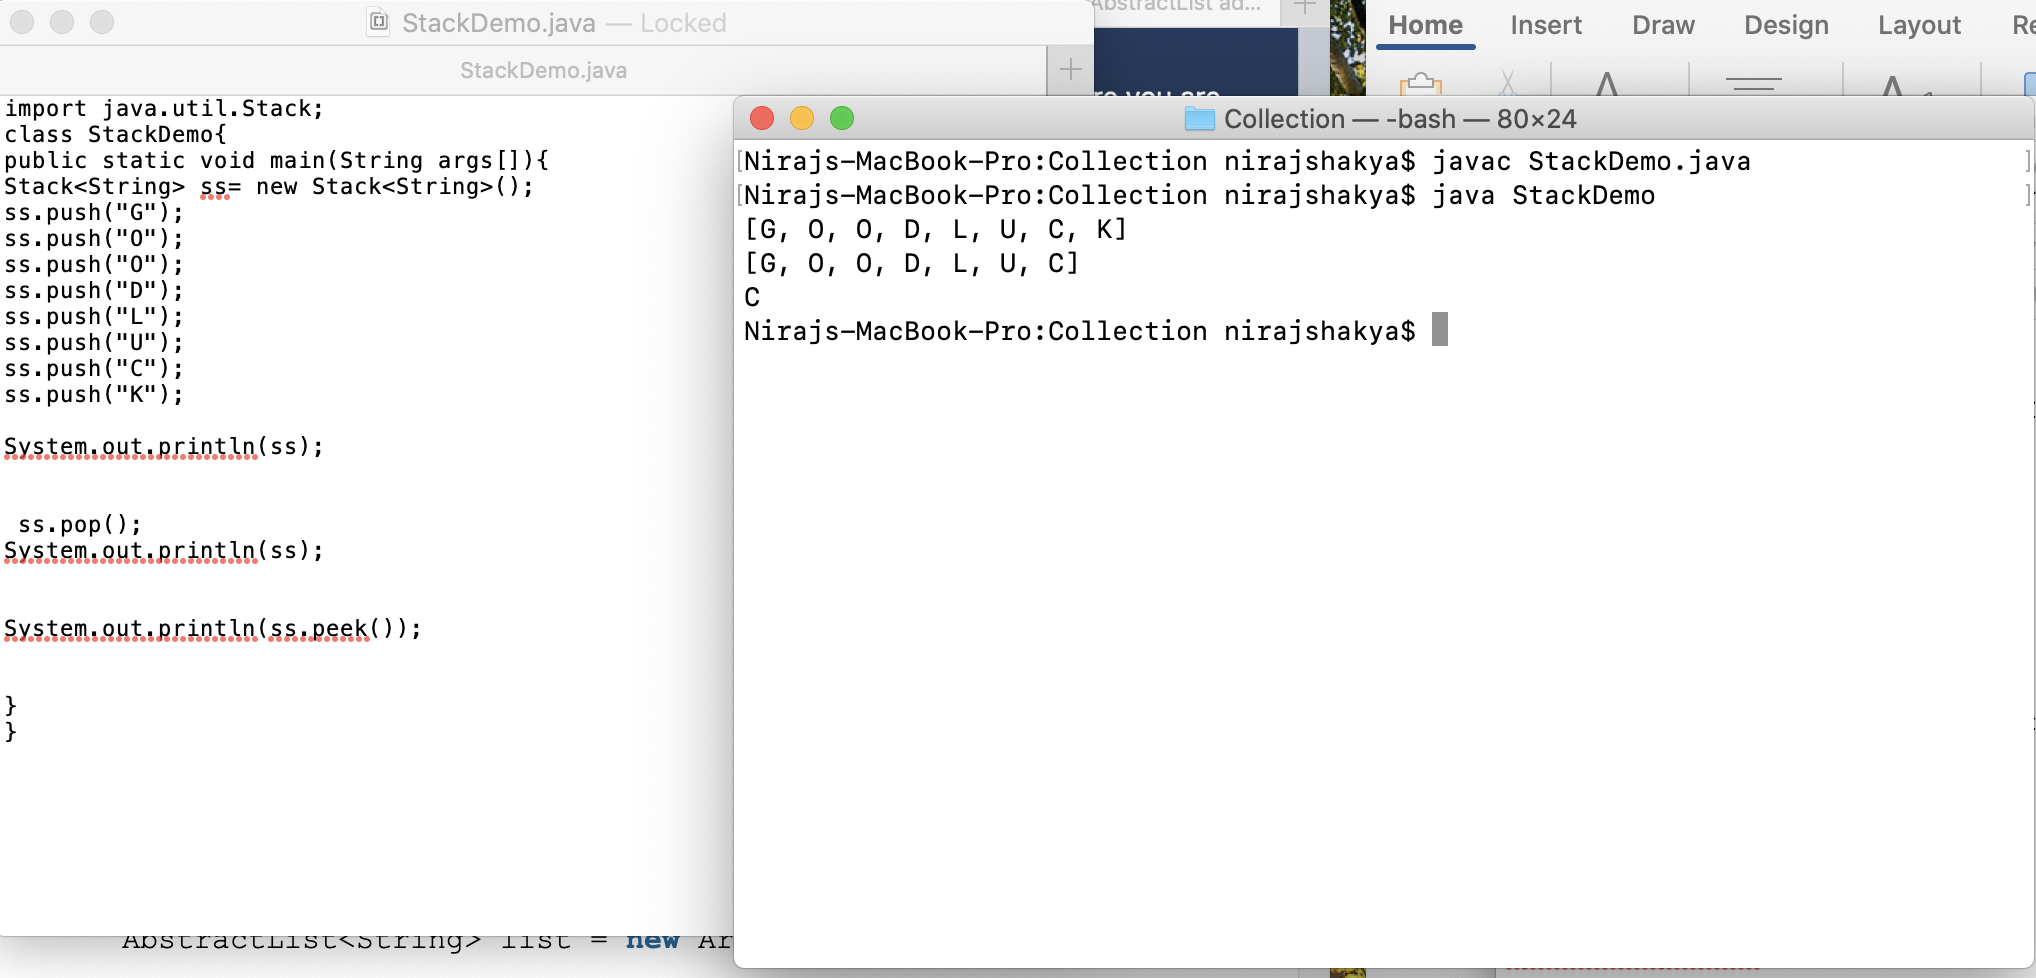 StackDemo.java — Locked
StackDemo.java
import java.util.Stack;
class StackDemo{
public static void main(String args[]){
Stack<String> ss= new Stack<String>();
ss.push("G");
ss.push("O");
ss.push("O");
ss.push("D");
ss.push("L");
ss.push("U");
ss.push("C");
ss.push("K");
System.out.println(ss);
ss.pop();
System.out.println(ss);
System.out.println(ss.peek());
}
}
AbstractList<String> list = new Ar
AbstractList ad...
re you are
Home Insert Draw Design Layout Re
Collection — -bash — 80×24
[Nirajs-MacBook-Pro:Collection nirajshakya$ javac StackDemo.java ]
[Nirajs-MacBook-Pro:Collection nirajshakya$ java StackDemo ]
[G, O, O, D, L, U, C, K]
[G, O, O, D, L, U, C]
C
Nirajs-MacBook-Pro:Collection nirajshakya$